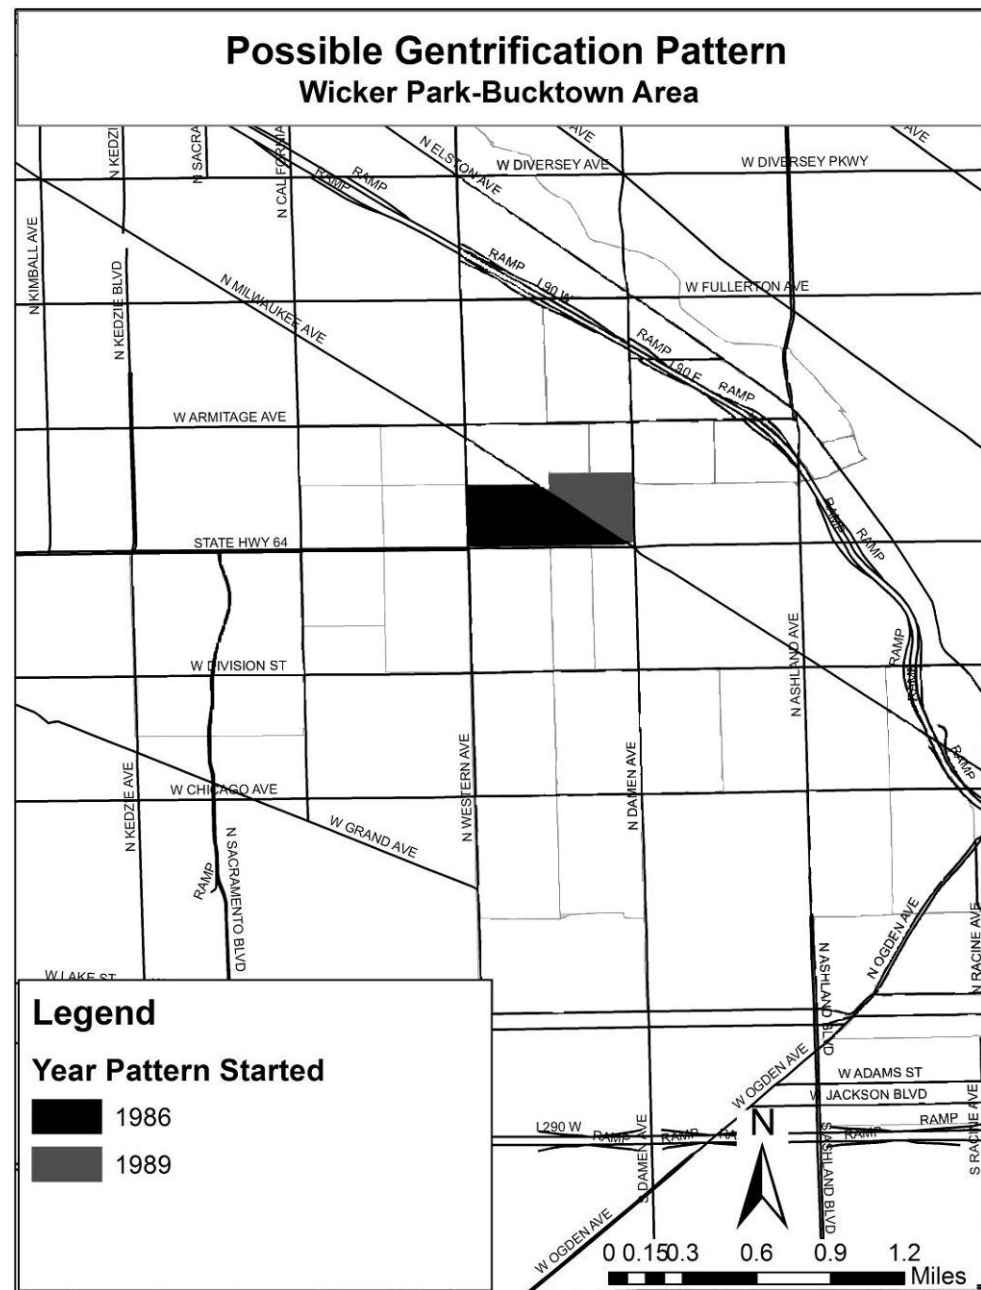 Possible Gentrification Pattern
Wicker Park-Bucktown Area
AVE
AVE
N KEDZI
N SACRA
N CALIFORNIA
N ELSTON AVE
W DIVERSEY AVE
W DIVERSEY PKWY
RAMP
RAMP
N KIMBALL AVE
N KEDZIE BLVD
N MILWAUKEE AVE
RAMP
I.90 W
W FULLERTON AVE
RAMP
I.90 E
RAMP
W ARMITAGE AVE
STATE HWY 64
RAMP
RAMP
W DIVISION ST
N ASHLAND AVE
RAMP
RAMP
RAMP
N KEDZIE AVE
W CHICAGO AVE
N WESTERN AVE
N DAMEN AVE
W GRAND AVE
RAMP
N SACRAMENTO BLVD
N OGDEN AVE
N RACINE AVE
W LAKE ST
N ASHLAND BLVD
Legend
Year Pattern Started
1986
1989
W OGDEN AVE
W ADAMS ST
W JACKSON BLVD
I.290 W
RAMP
RAMP
RAMP
RAMP
S DAMEN AVE
S ASHLAND BLVD
S RACINE AVE
N
W OGDEN AVE
0 0.15 0.3 0.6 0.9 1.2
Miles